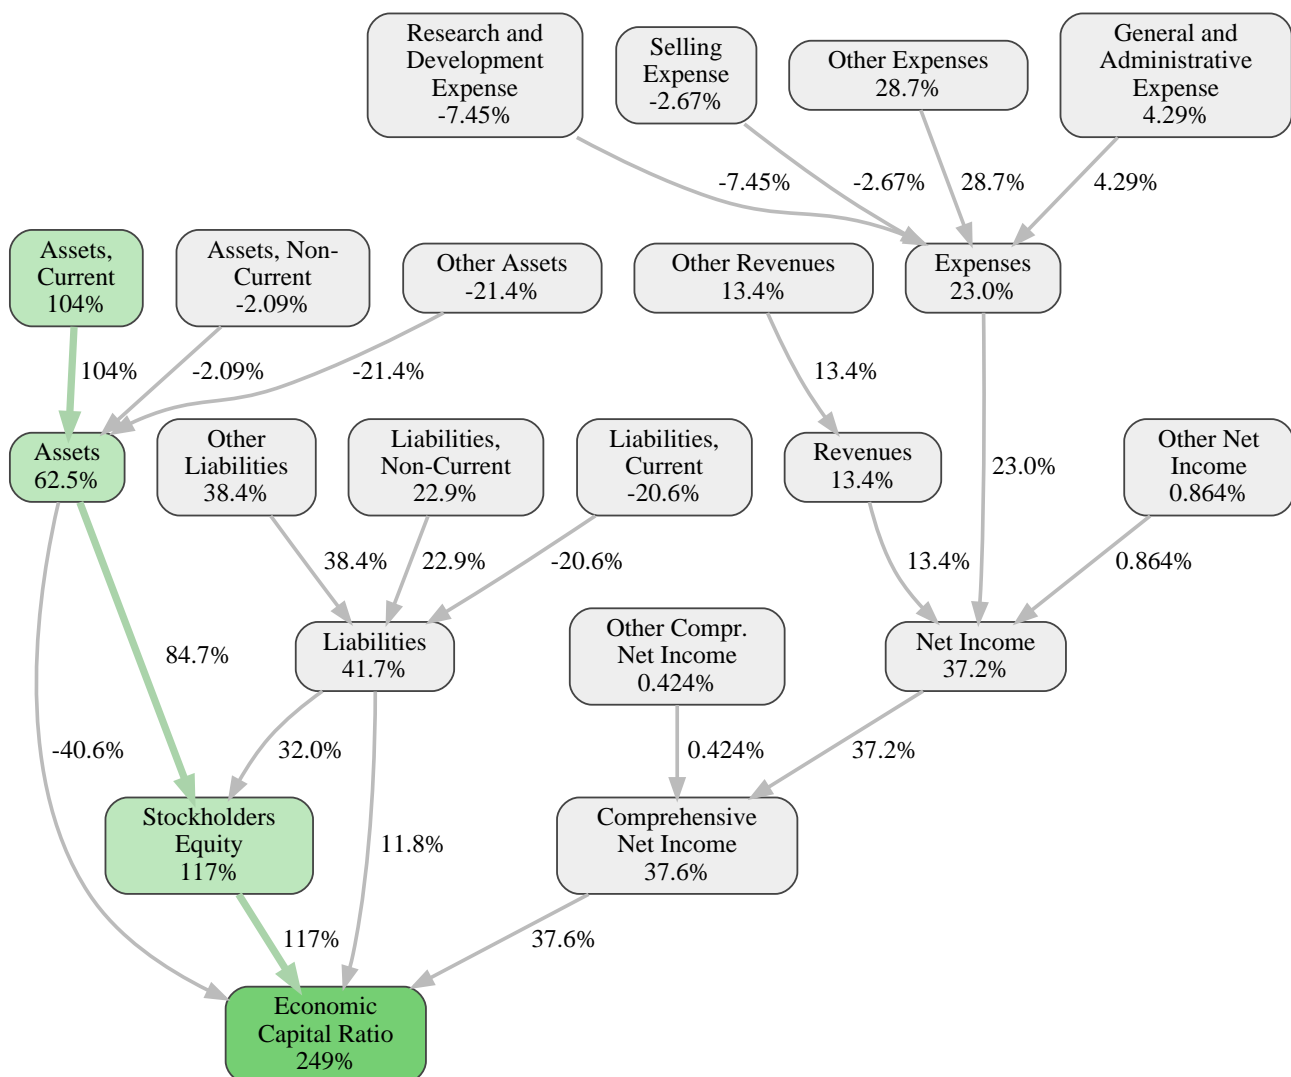 Research and
Development
Expense
-7.45%
Selling
Expense
-2.67%
Other Expenses
28.7%
General and
Administrative
Expense
4.29%
-7.45%
-2.67%
28.7%
4.29%
Assets,
Current
104%
Assets, Non-
Current
-2.09%
Other Assets
-21.4%
Other Revenues
13.4%
Expenses
23.0%
104%
-2.09%
-21.4%
13.4%
Assets
62.5%
Other
Liabilities
38.4%
Liabilities,
Non-Current
22.9%
Liabilities,
Current
-20.6%
Revenues
13.4%
23.0%
Other Net
Income
0.864%
38.4%
22.9%
-20.6%
13.4%
0.864%
84.7%
Liabilities
41.7%
Other Compr.
Net Income
0.424%
Net Income
37.2%
-40.6%
32.0%
0.424%
37.2%
Stockholders
Equity
117%
11.8%
Comprehensive
Net Income
37.6%
117%
37.6%
Economic
Capital Ratio
249%